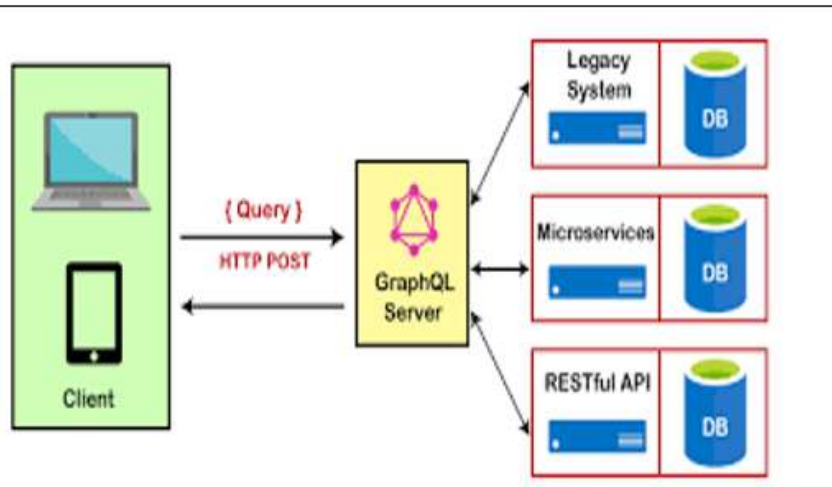 Legacy
System
DB
{ Query }
HTTP POST
Microservices
DB
GraphQL
Server
RESTful API
DB
Client